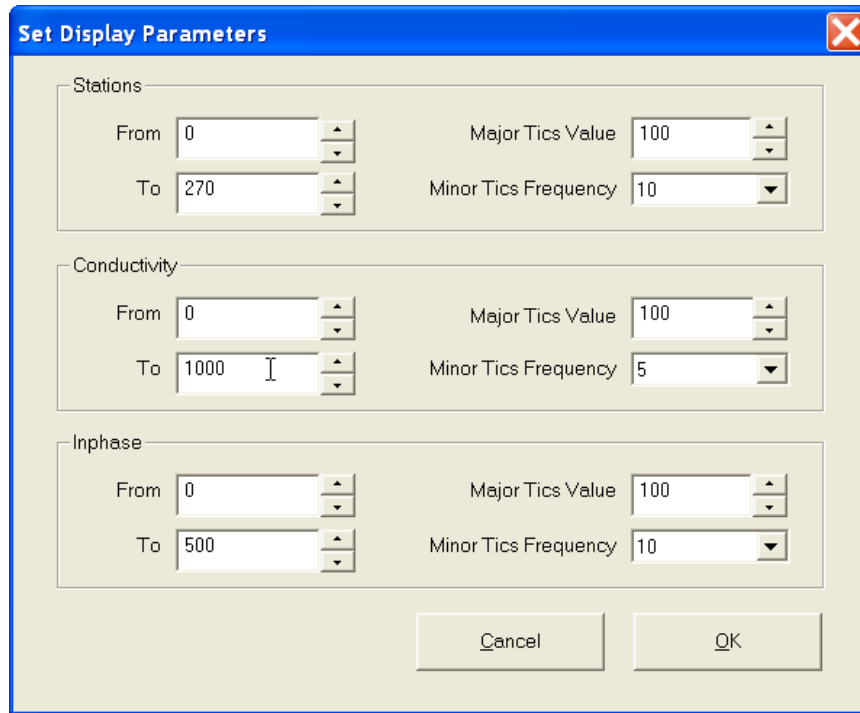 Set Display Parameters
Stations
From 0 Major Tics Value 100
To 270 Minor Tics Frequency 10
Conductivity
From 0 Major Tics Value 100
To 1000 Minor Tics Frequency 5
Inphase
From 0 Major Tics Value 100
To 500 Minor Tics Frequency 10
Cancel OK